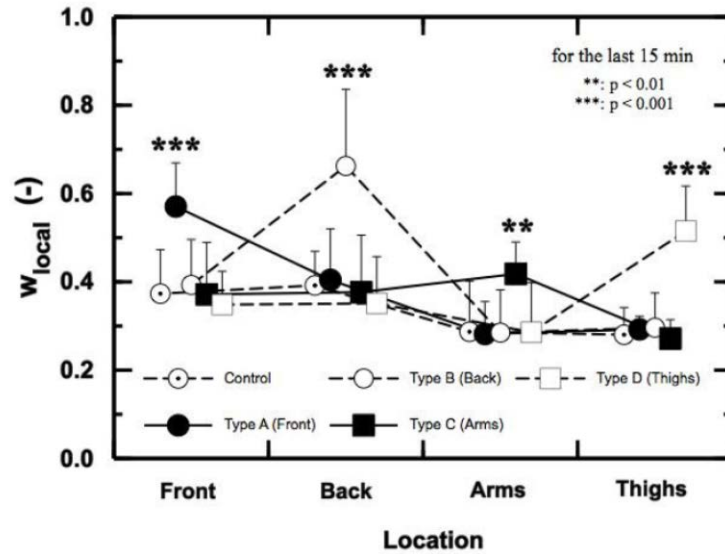 1.0
0.8
0.6
0.4
0.2
0.0
w_local (-)
for the last 15 min
**: p < 0.01
***: p < 0.001
***
***
**
***
Control
Type B (Back)
Type D (Thighs)
Type A (Front)
Type C (Arms)
Front
Back
Arms
Thighs
Location